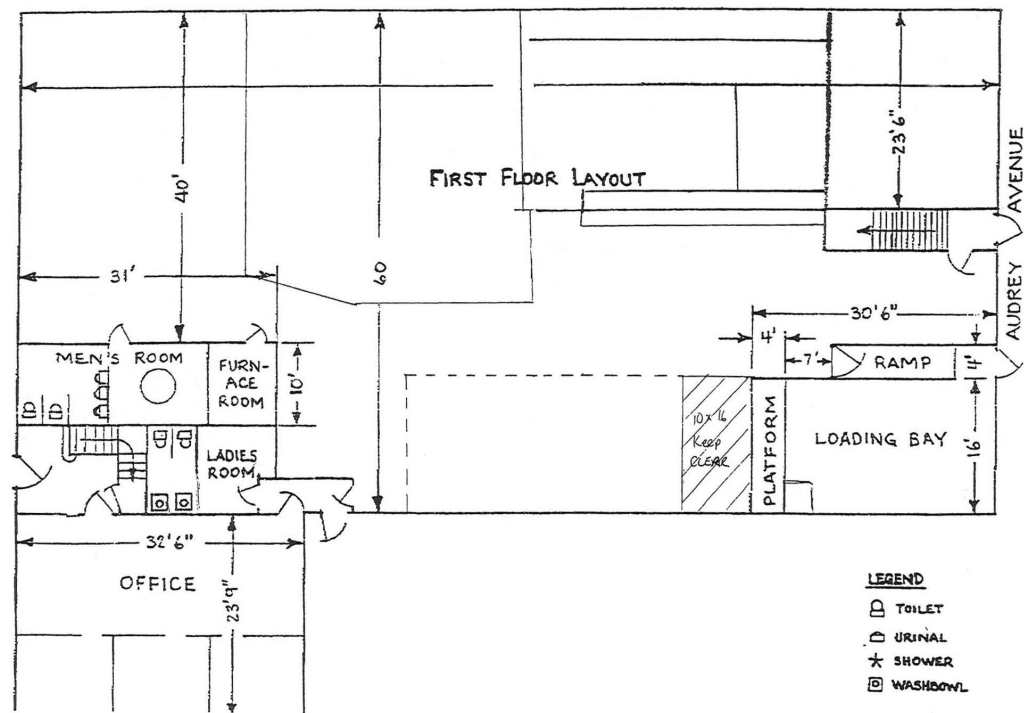 FIRST FLOOR LAYOUT
40'
60
23'6"
AUDREY AVENUE
31'
30'6"
4'
7'
RAMP
4'
MEN'S ROOM
FURN-
ACE
ROOM
10'
10 x 16
Keep
CLEAR
PLATFORM
LOADING BAY
16'
LADIES
ROOM
32'6"
OFFICE
23'9"
LEGEND
TOILET
URINAL
SHOWER
WASHBOWL